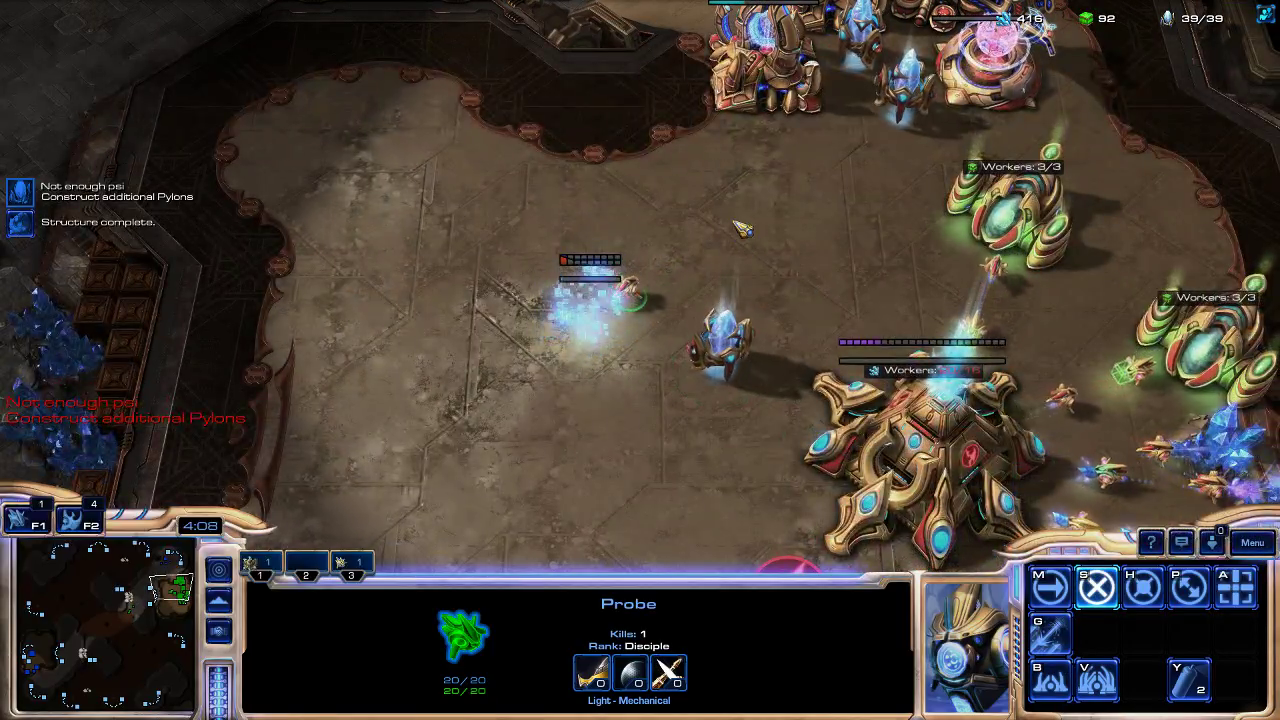 416 92 39/39
Workers: 3/3
Not enough psi
Construct additional Pylons
Structure complete.
Workers: 3/3
Workers:
Not enough psi
Construct additional Pylons
1 4
F1 F2
4:08
0
? Menu
1 1
1 2 3
Probe
Kills: 1
Rank: Disciple
20/20
20/20
0 0 0
Light - Mechanical
M S H P A
G
B V Y
2